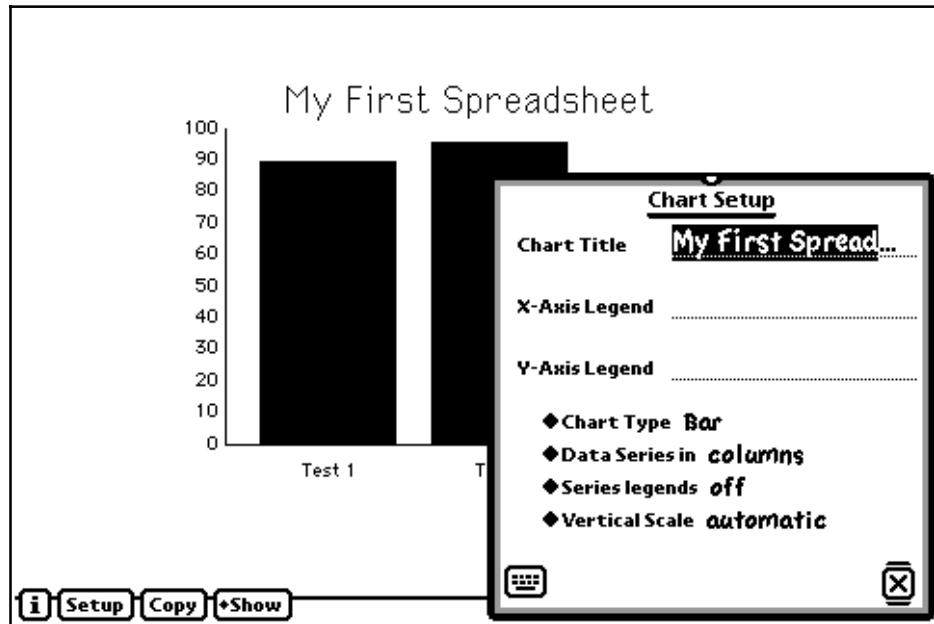 My First Spreadsheet
100
90
80
70
60
50
40
30
20
10
0
Test 1
T
Chart Setup
Chart Title My First Spread...
X-Axis Legend
Y-Axis Legend
◆Chart Type Bar
◆Data Series in columns
◆Series legends off
◆Vertical Scale automatic
i Setup Copy ◆Show